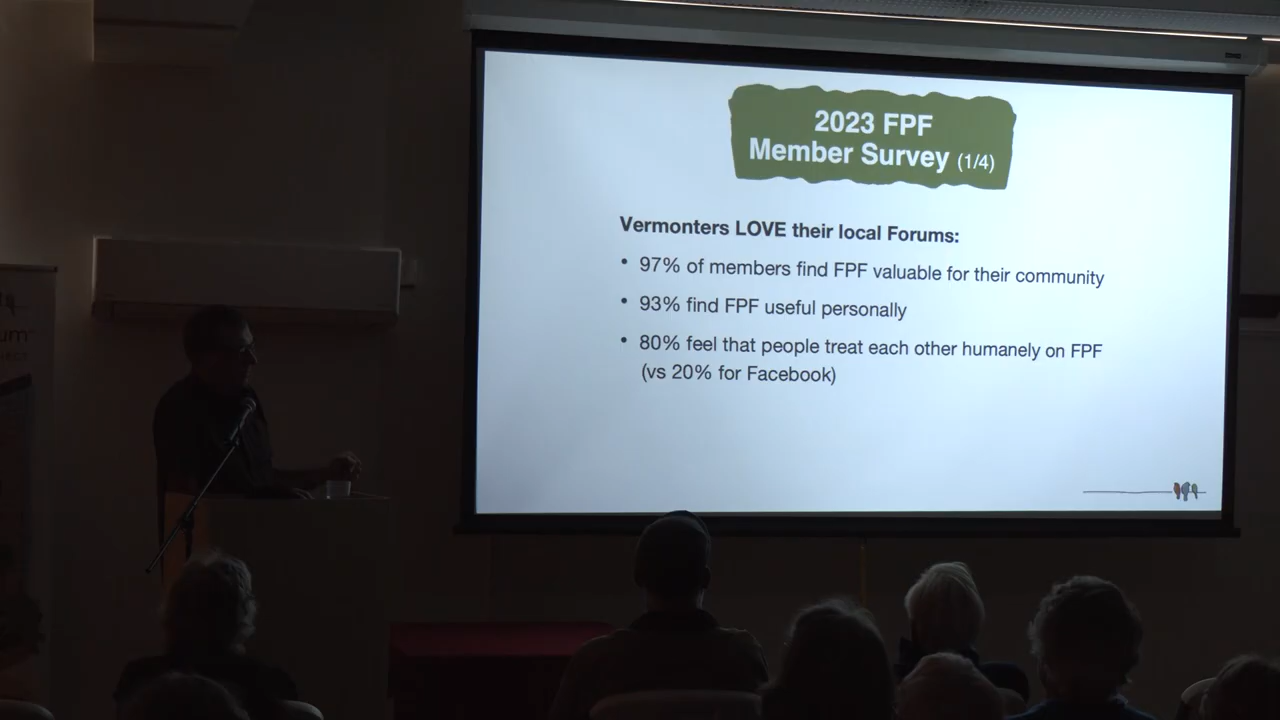 2023 FPF
Member Survey (1/4)
Vermonters LOVE their local Forums:
• 97% of members find FPF valuable for their community
• 93% find FPF useful personally
• 80% feel that people treat each other humanely on FPF
(vs 20% for Facebook)